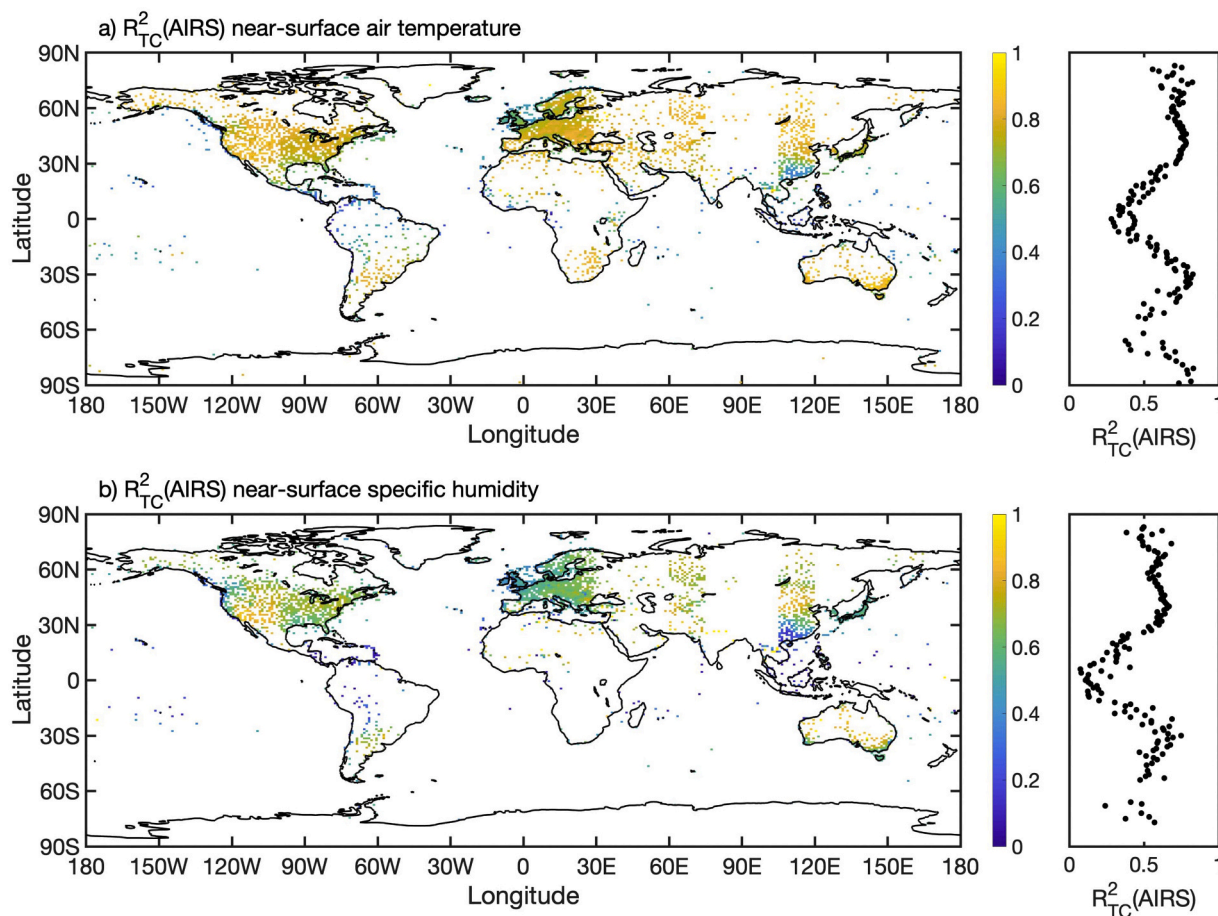 a) R²TC(AIRS) near-surface air temperature
90N
60N
30N
0
30S
60S
90S
Latitude
180 150W 120W 90W 60W 30W 0 30E 60E 90E 120E 150E 180
Longitude
1
0.8
0.6
0.4
0.2
0
0 0.5 1
R²TC(AIRS)
b) R²TC(AIRS) near-surface specific humidity
90N
60N
30N
0
30S
60S
90S
Latitude
180 150W 120W 90W 60W 30W 0 30E 60E 90E 120E 150E 180
Longitude
1
0.8
0.6
0.4
0.2
0
0 0.5 1
R²TC(AIRS)